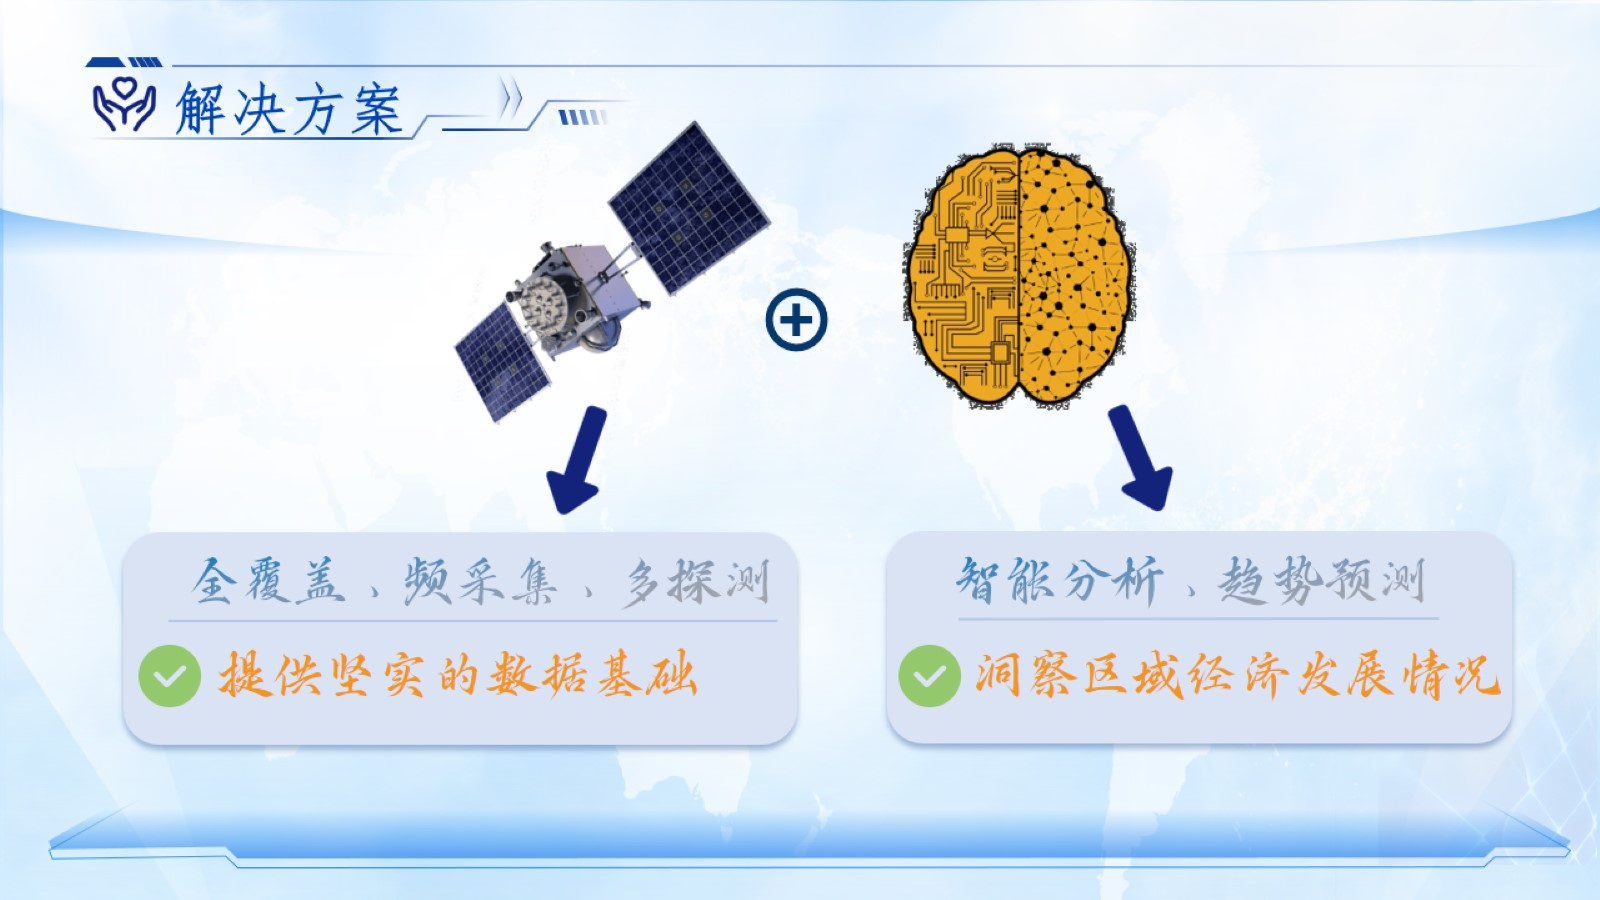 解决方案
全覆盖、频采集、多探测
提供坚实的数据基础
智能分析、趋势预测
洞察区域经济发展情况